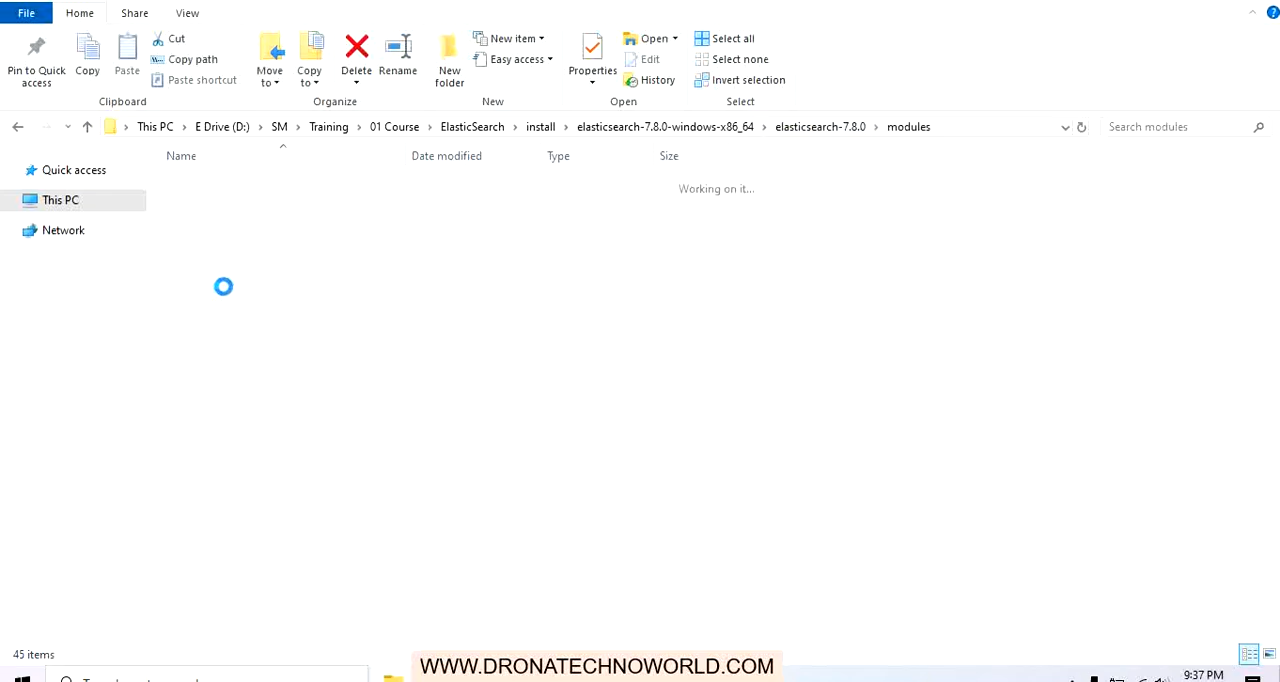 File Home Share View
Pin to Quick access
Copy
Paste
Cut
Copy path
Paste shortcut
Clipboard
Move to
Copy to
Delete
Rename
Organize
New folder
New item
Easy access
New
Properties
Open
Edit
History
Open
Select all
Select none
Invert selection
Select
This PC > E Drive (D:) > SM > Training > 01 Course > ElasticSearch > install > elasticsearch-7.8.0-windows-x86_64 > elasticsearch-7.8.0 > modules
Search modules
Name Date modified Type Size
Working on it...
Quick access
This PC
Network
45 items
WWW.DRONATECHNOWORLD.COM
9:37 PM